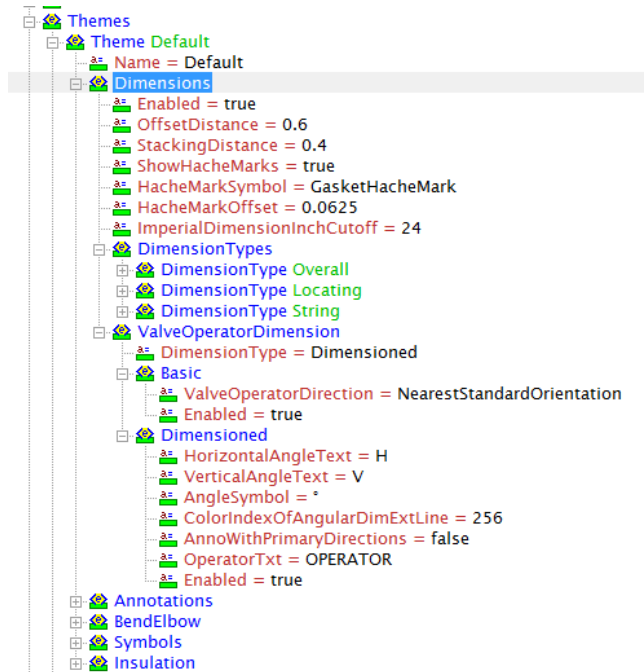 Themes
Theme Default
Name = Default
Dimensions
Enabled = true
OffsetDistance = 0.6
StackingDistance = 0.4
ShowHacheMarks = true
HacheMarkSymbol = GasketHacheMark
HacheMarkOffset = 0.0625
ImperialDimensionInchCutoff = 24
DimensionTypes
DimensionType Overall
DimensionType Locating
DimensionType String
ValveOperatorDimension
DimensionType = Dimensioned
Basic
ValveOperatorDirection = NearestStandardOrientation
Enabled = true
Dimensioned
HorizontalAngleText = H
VerticalAngleText = V
AngleSymbol = °
ColorIndexOfAngularDimExtLine = 256
AnnoWithPrimaryDirections = false
OperatorTxt = OPERATOR
Enabled = true
Annotations
BendElbow
Symbols
Insulation